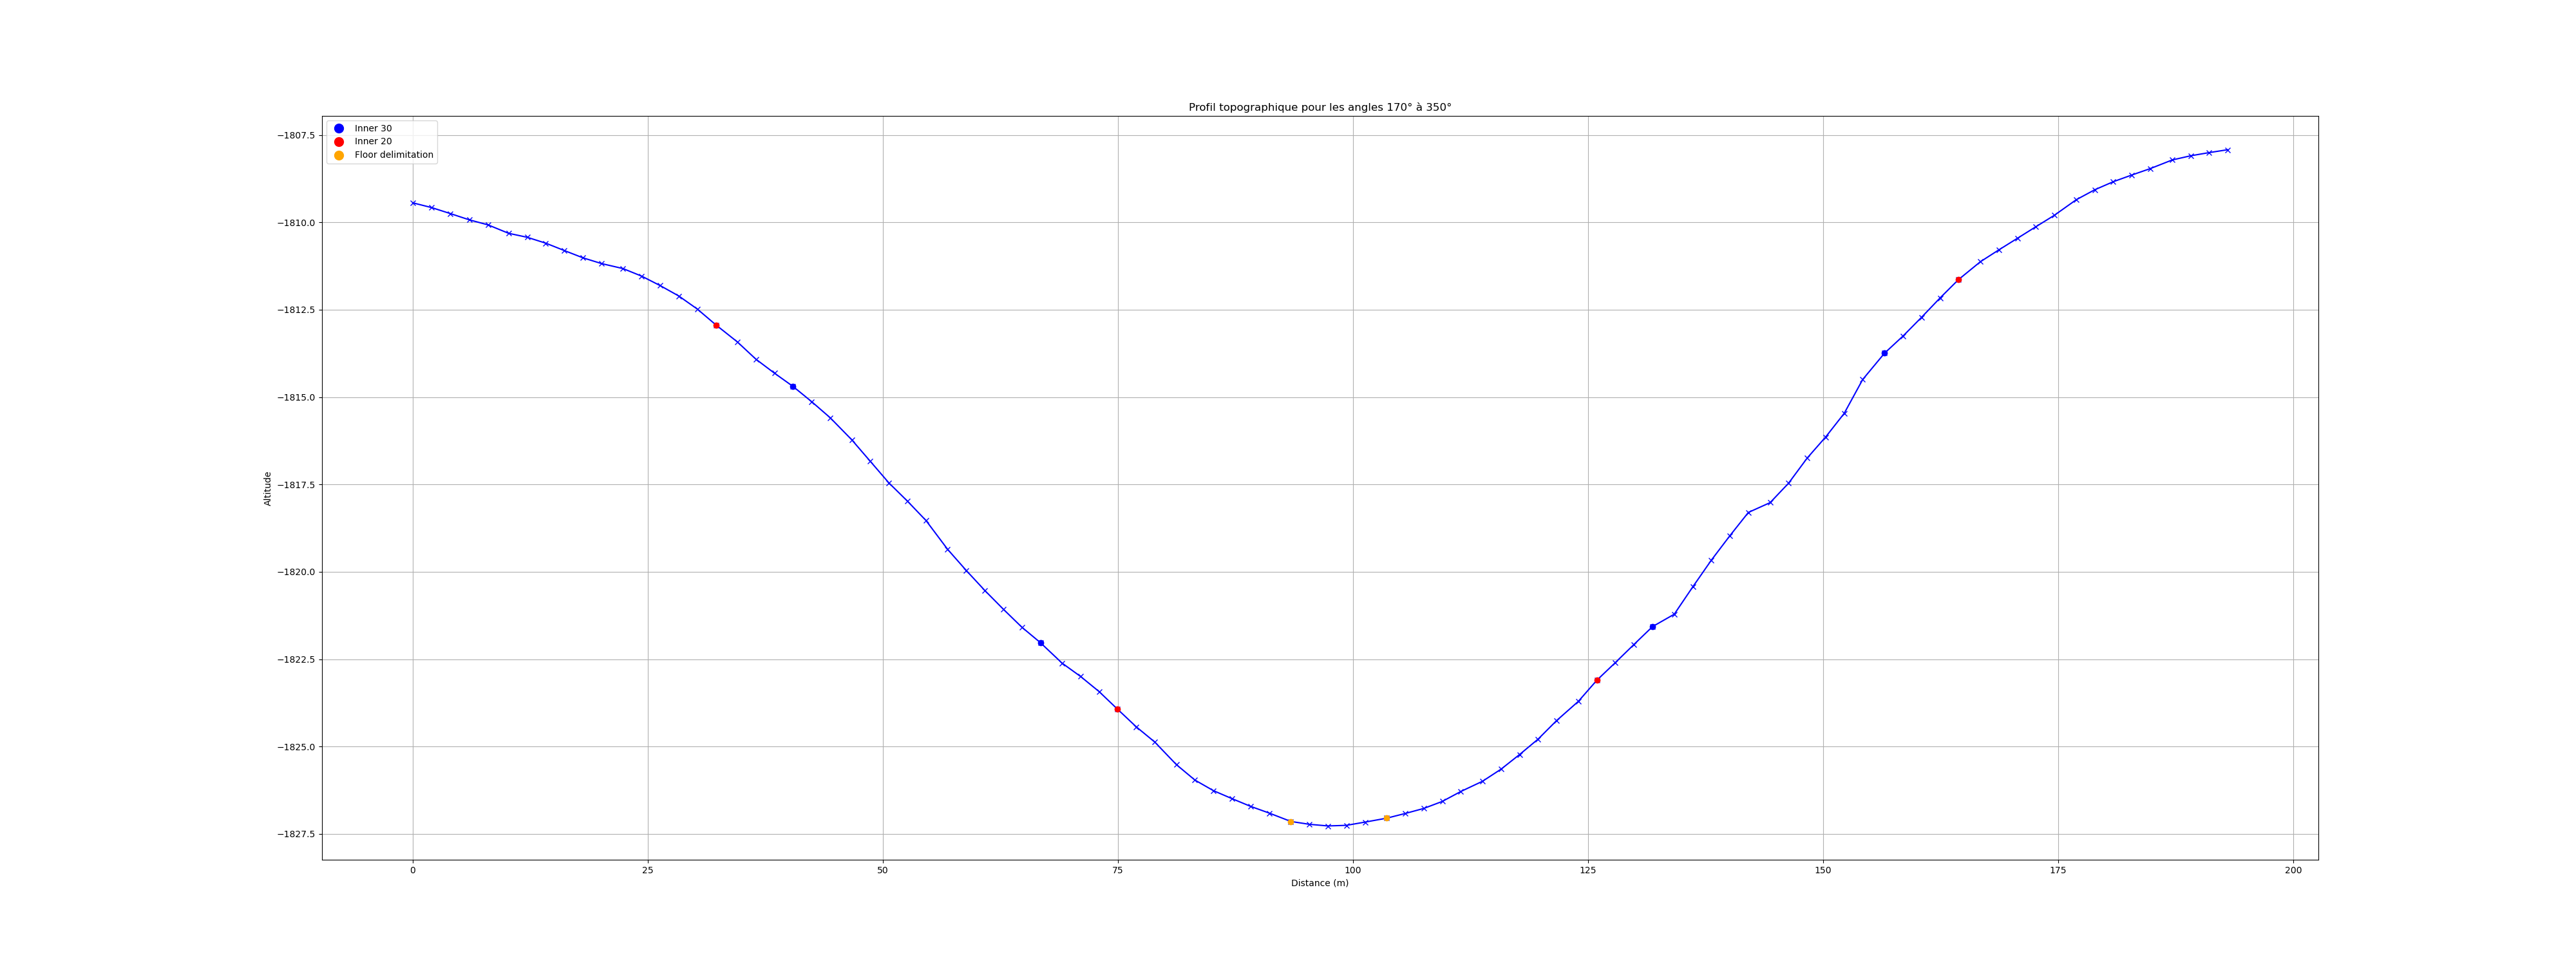 Profil topographique pour les angles 170° à 350°
Inner 30
Inner 20
Floor delimitation
−1807.5
−1810.0
−1812.5
−1815.0
−1817.5
−1820.0
−1822.5
−1825.0
−1827.5
Altitude
0 25 50 75 100 125 150 175 200
Distance (m)